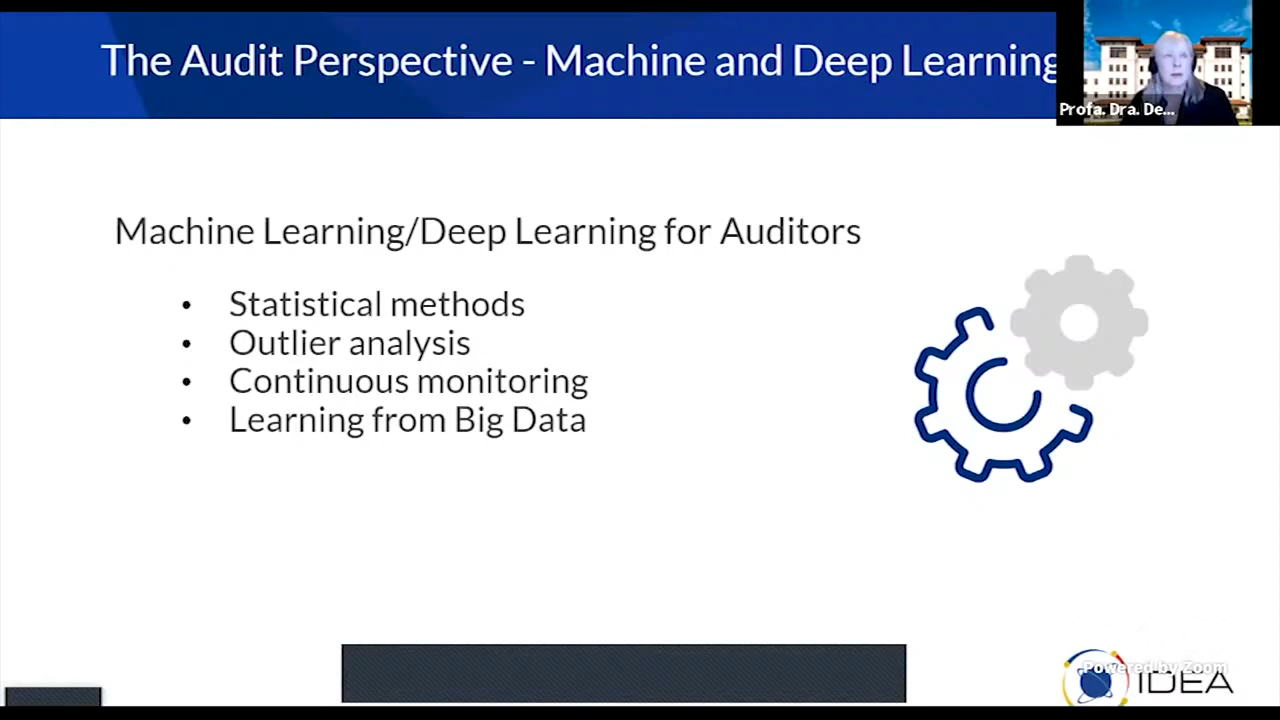 The Audit Perspective - Machine and Deep Learning
Profa. Dra. De...
Machine Learning/Deep Learning for Auditors
• Statistical methods
• Outlier analysis
• Continuous monitoring
• Learning from Big Data
Powered by Zoom
IDEA